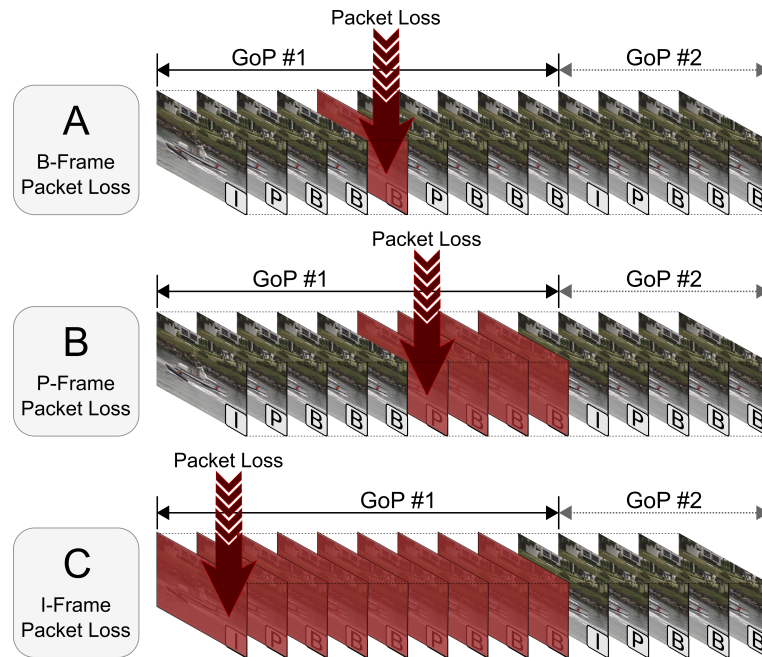 Packet Loss
GoP #1 GoP #2
A
B-Frame
Packet Loss
I P B B B P B B B I P B B B
Packet Loss
GoP #1 GoP #2
B
P-Frame
Packet Loss
I P B B B P B B B I P B B B
Packet Loss
GoP #1 GoP #2
C
I-Frame
Packet Loss
I P B B B P B B B I P B B B